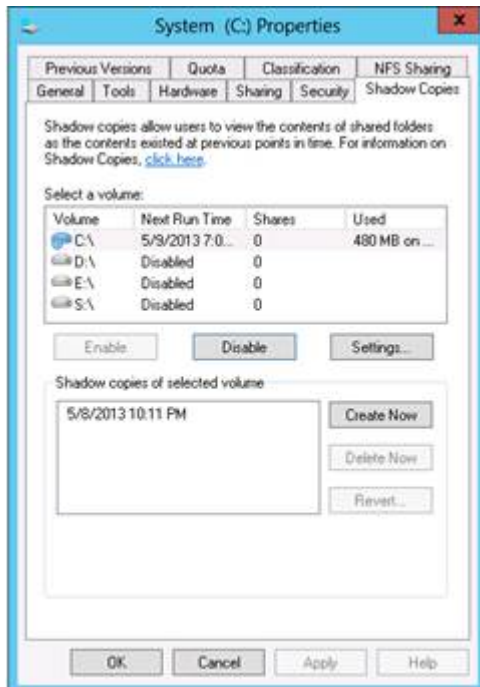 System (C:) Properties
x
Previous Versions Quota Classification NFS Sharing
General Tools Hardware Sharing Security Shadow Copies
Shadow copies allow users to view the contents of shared folders
as the contents existed at previous points in time. For information on
Shadow Copies, click here.
Select a volume:
Volume Next Run Time Shares Used
C:\ 5/9/2013 7:0... 0 480 MB on ...
D:\ Disabled 0
E:\ Disabled 0
S:\ Disabled 0
Enable Disable Settings...
Shadow copies of selected volume
5/8/2013 10:11 PM
Create Now
Delete Now
Revert...
OK Cancel Apply Help